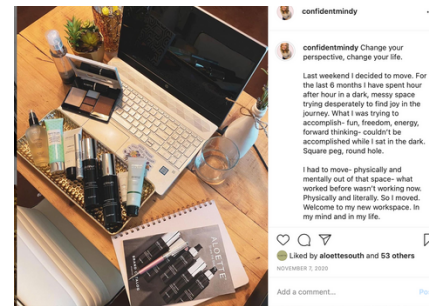 confidentmindy
confidentmindy Change your
perspective, change your life.
Last weekend I decided to move. For
the last 6 months I have spent hour
after hour in a dark, messy space
trying desperately to find joy in the
journey. What I was trying to
accomplish- fun, freedom, energy,
forward thinking- couldn't be
accomplished while I sat in the dark.
Square peg, round hole.
I had to move- physically and
mentally out of that space- what
worked before wasn't working now.
Physically and literally. So I moved.
Welcome to my new workspace. In
my mind and in my life.
Liked by aloettesouth and 53 others
NOVEMBER 7, 2020
Add a comment...
ALOETTE